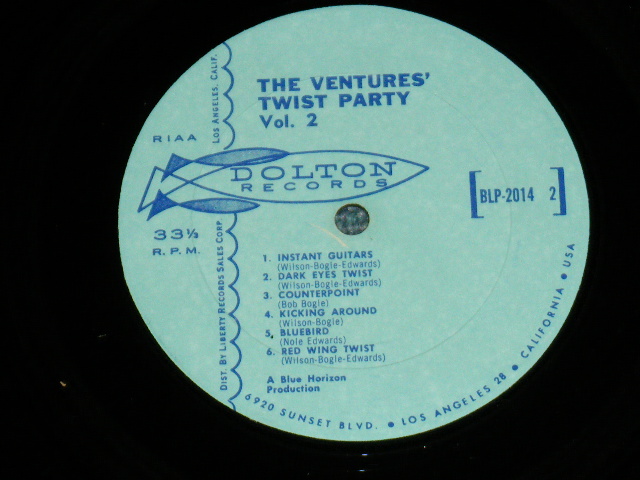 THE VENTURES'
TWIST PARTY
Vol. 2
RIAA
DOLTON
RECORDS
33⅓
R.P.M.
BLP-2014 2
1. INSTANT GUITARS
(Wilson-Bogle-Edwards)
2. DARK EYES TWIST
(Wilson-Bogle-Edwards)
3. COUNTERPOINT
(Bob Bogle)
4. KICKING AROUND
(Wilson-Bogle)
5. BLUEBIRD
(Nole Edwards)
6. RED WING TWIST
(Wilson-Bogle-Edwards)
A Blue Horizon
Production
DIST. BY LIBERTY RECORDS SALES CORP.
LOS ANGELES, CALIF.
6920 SUNSET BLVD. • LOS ANGELES 28 • CALIFORNIA • USA